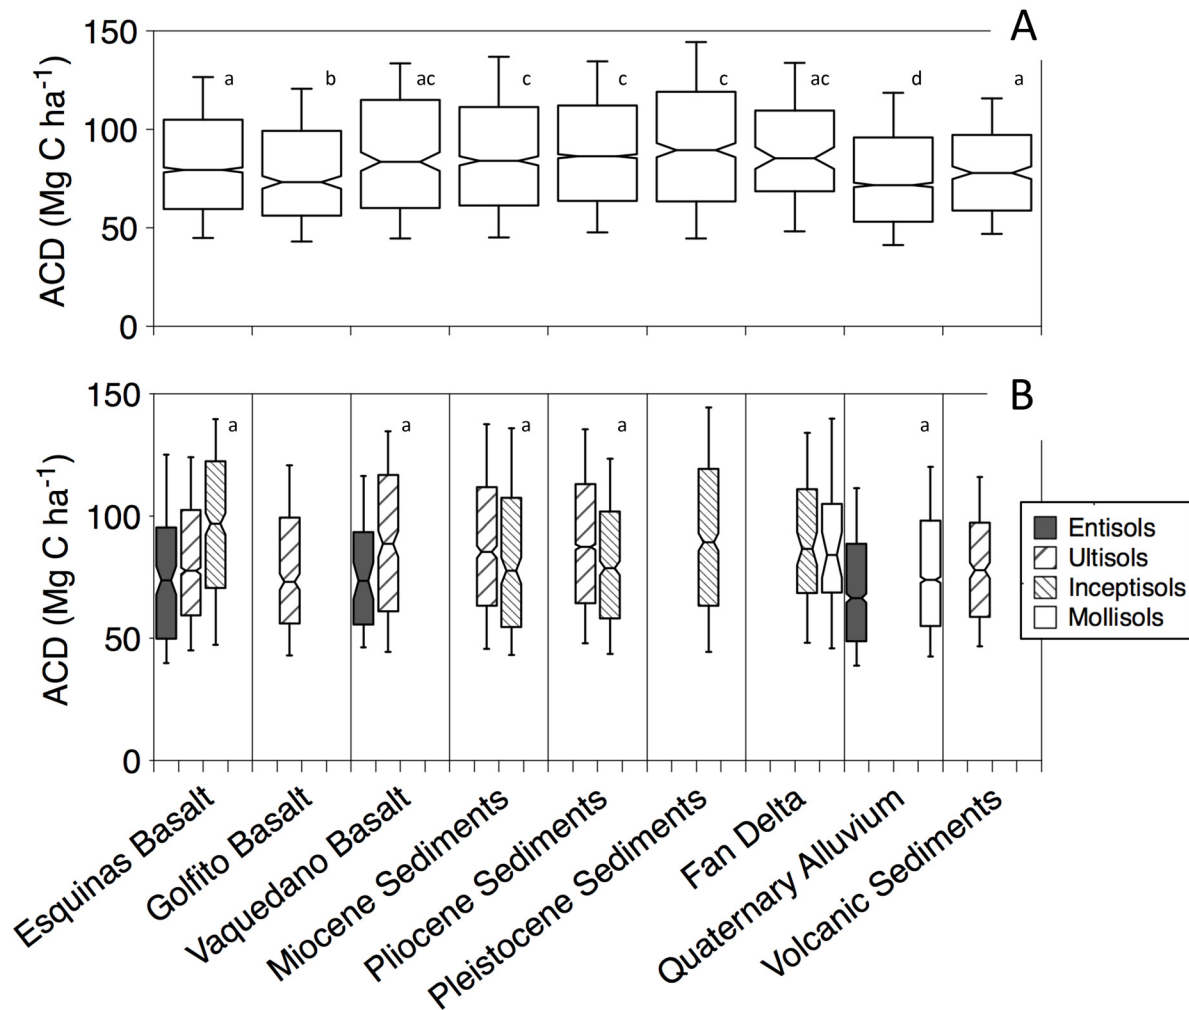 A
150
100
50
0
ACD (Mg C ha-1)
a b ac c c c ac d a
B
150
100
50
0
ACD (Mg C ha-1)
a a a a a
Entisols
Ultisols
Inceptisols
Mollisols
Esquinas Basalt
Golfito Basalt
Vaquedano Basalt
Miocene Sediments
Pliocene Sediments
Pleistocene Sediments
Fan Delta
Quaternary Alluvium
Volcanic Sediments